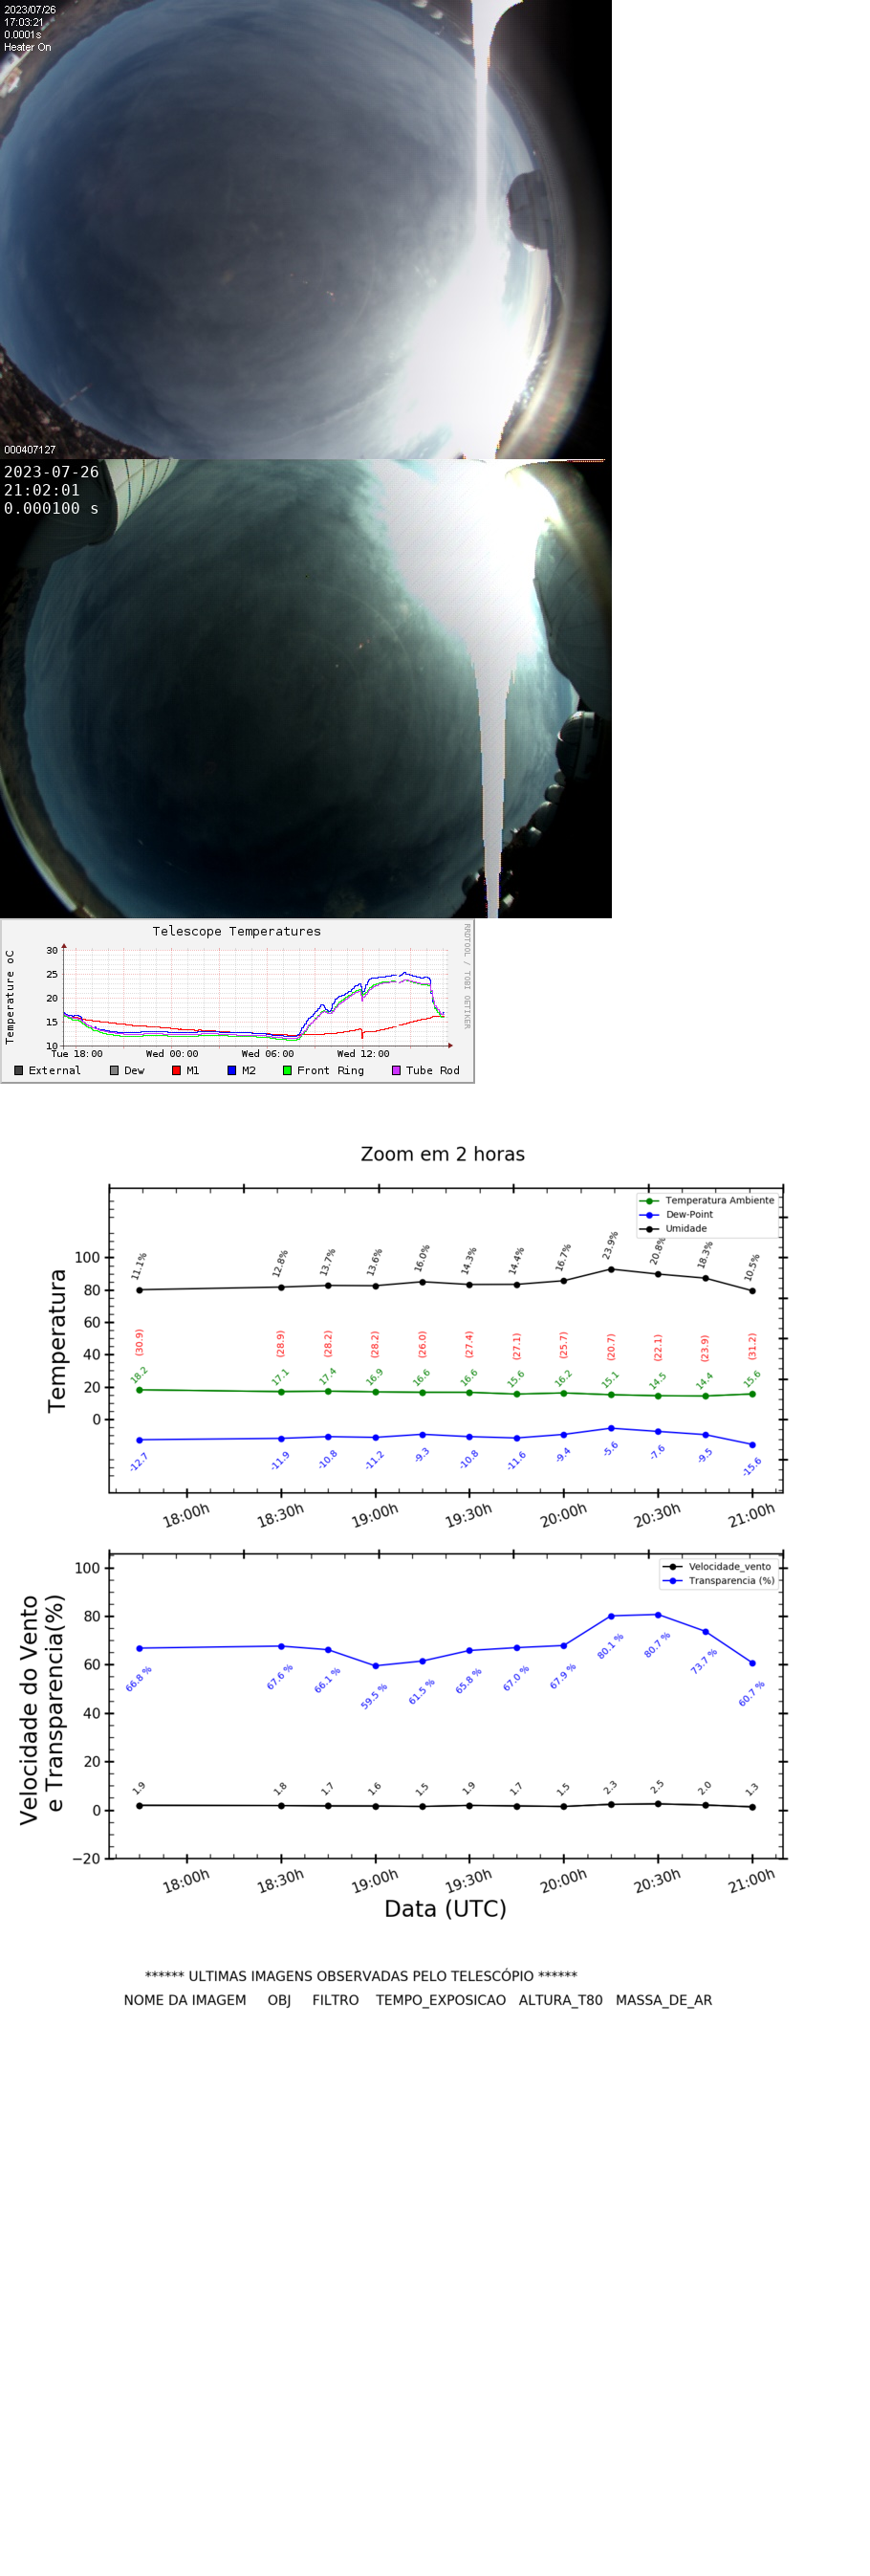 2023/07/26
17:03:21
0.0001s
Heater On
000407127
2023-07-26
21:02:01
0.000100 s
Telescope Temperatures
RRDTOOL / TOBI OETIKER
Temperature oC
30
25
20
15
10
Tue 18:00 Wed 00:00 Wed 06:00 Wed 12:00
External Dew M1 M2 Front Ring Tube Rod
Zoom em 2 horas
Temperatura Ambiente
Dew-Point
Umidade
Temperatura
100
80
60
40
20
0
11.1% 12.8% 13.7% 13.6% 16.0% 14.3% 14.4% 16.7% 23.9% 20.8% 18.3% 10.5%
(30.9) (28.9) (28.2) (28.2) (26.0) (27.4) (27.1) (25.7) (20.7) (22.1) (23.9) (31.2)
18.2 17.1 17.4 16.9 16.6 16.6 15.6 16.2 15.1 14.5 14.4 15.6
-12.7 -11.9 -10.8 -11.2 -9.3 -10.8 -11.6 -9.4 -5.6 -7.6 -9.5 -15.6
18:00h 18:30h 19:00h 19:30h 20:00h 20:30h 21:00h
Velocidade_vento
Transparencia (%)
Velocidade do Vento
e Transparencia(%)
100
80
60
40
20
0
−20
66.8 % 67.6 % 66.1 % 59.5 % 61.5 % 65.8 % 67.0 % 67.9 % 80.1 % 80.7 % 73.7 % 60.7 %
1.9 1.8 1.7 1.6 1.5 1.9 1.7 1.5 2.3 2.5 2.0 1.3
18:00h 18:30h 19:00h 19:30h 20:00h 20:30h 21:00h
Data (UTC)
****** ULTIMAS IMAGENS OBSERVADAS PELO TELESCÓPIO ******
NOME DA IMAGEM OBJ FILTRO TEMPO_EXPOSICAO ALTURA_T80 MASSA_DE_AR